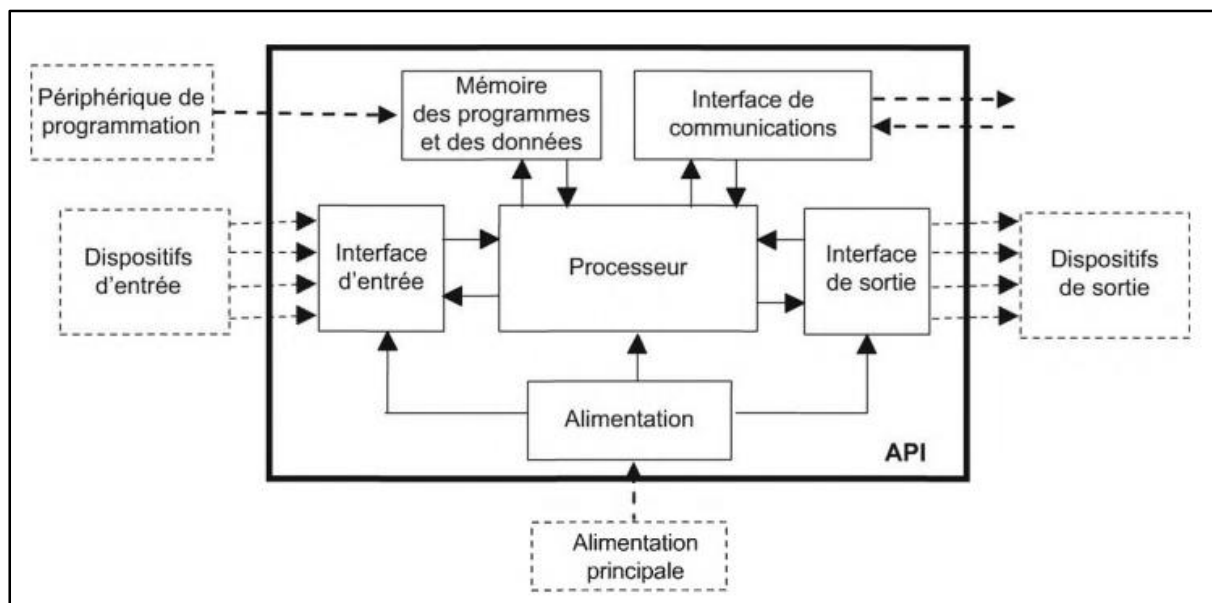 Périphérique de
programmation
Mémoire
des programmes
et des données
Interface de
communications
Dispositifs
d'entrée
Interface
d'entrée
Processeur
Interface
de sortie
Dispositifs
de sortie
Alimentation
API
Alimentation
principale